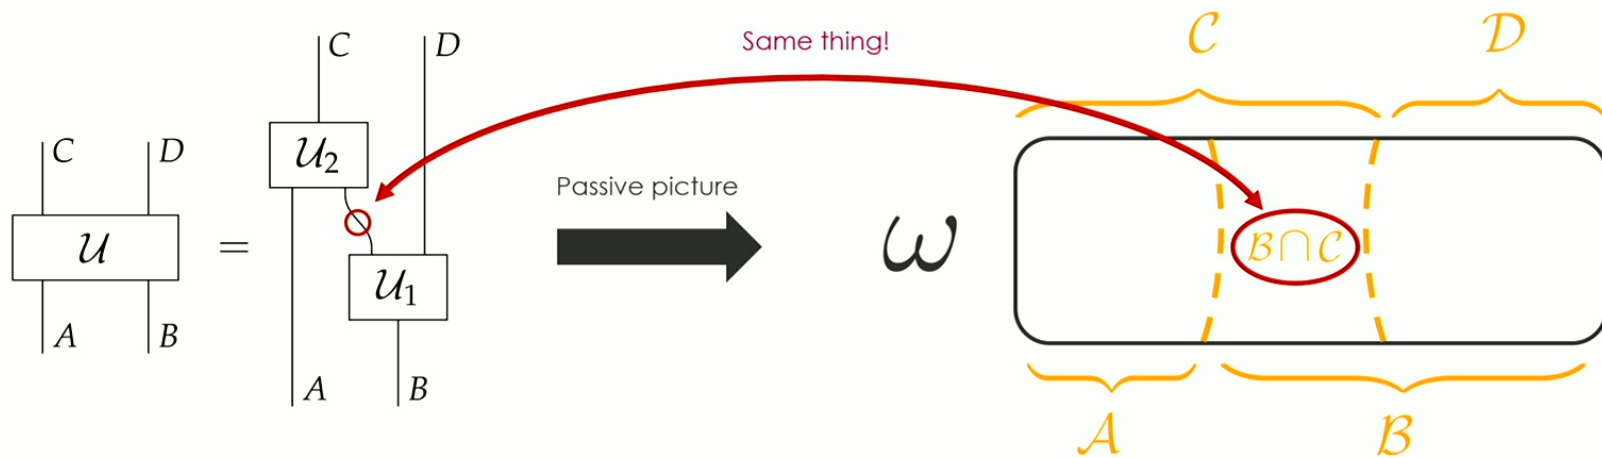 Same thing!
C D
C D
𝒰
A B
=
𝒰₂
𝒰₁
A B
Passive picture
ω
𝒞 𝒟
ℬ∩𝒞
𝒜 ℬ